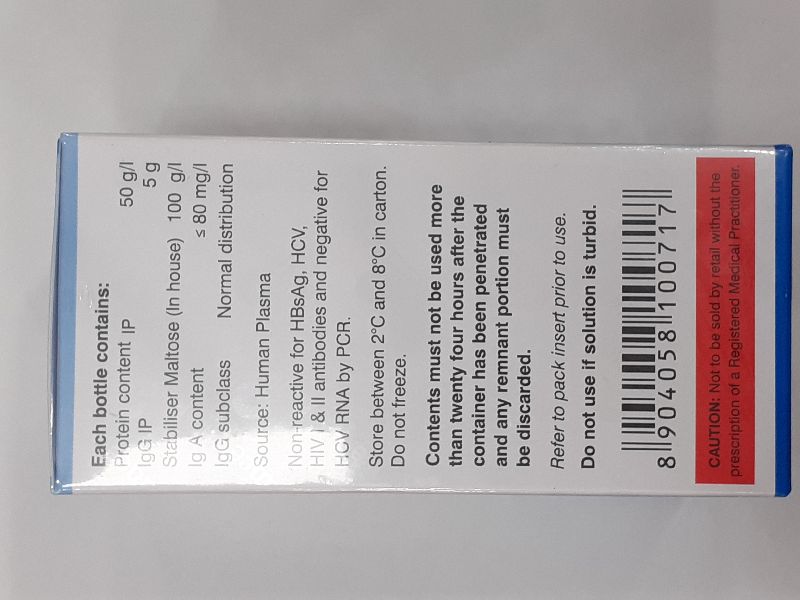 Each bottle contains:
Protein content IP 50 g/l
IgG IP 5 g
Stabiliser Maltose (In house) 100 g/l
Ig A content ≤ 80 mg/l
IgG subclass Normal distribution
Source: Human Plasma
Non-reactive for HBsAg, HCV,
HIV I & II antibodies and negative for
HCV RNA by PCR.
Store between 2°C and 8°C in carton.
Do not freeze.
Contents must not be used more
than twenty four hours after the
container has been penetrated
and any remnant portion must
be discarded.
Refer to pack insert prior to use.
Do not use if solution is turbid.
8 904058 100717
CAUTION: Not to be sold by retail without the
prescription of a Registered Medical Practitioner.